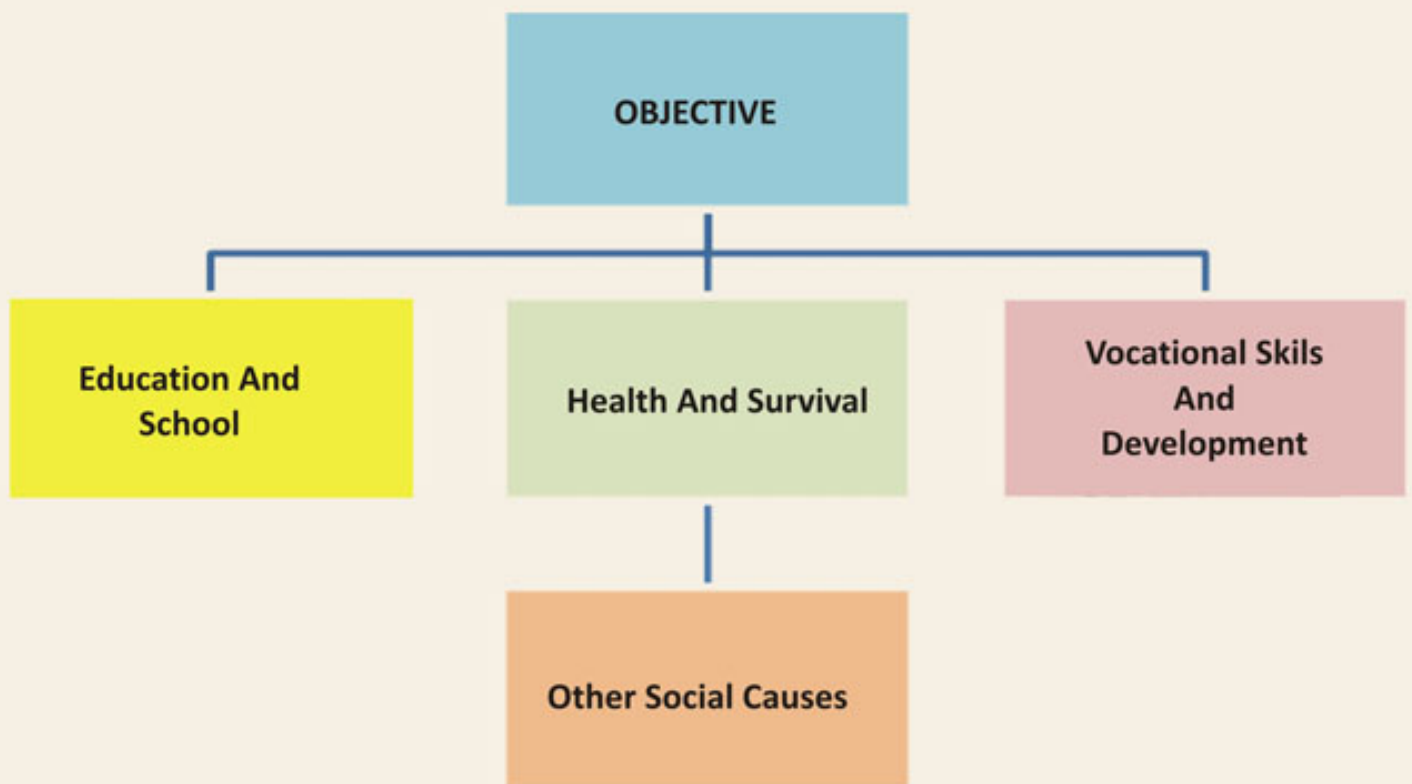 OBJECTIVE
Education And
School
Health And Survival
Vocational Skils
And
Development
Other Social Causes